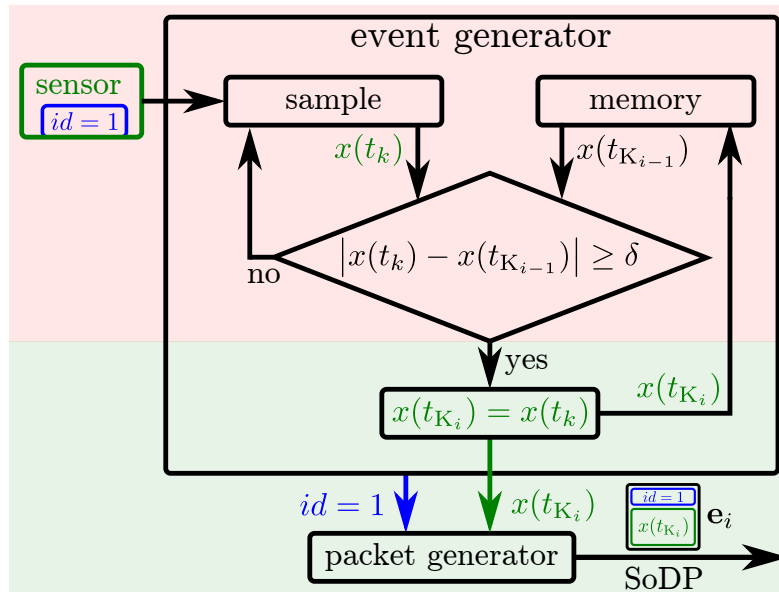 event generator
sensor
id = 1
sample
memory
x(t_k)
x(t_{K_{i−1}})
|x(t_k) − x(t_{K_{i−1}})| ≥ δ
no
yes
x(t_{K_i}) = x(t_k)
x(t_{K_i})
id = 1
x(t_{K_i})
id = 1
x(t_{K_i})
e_i
packet generator
SoDP